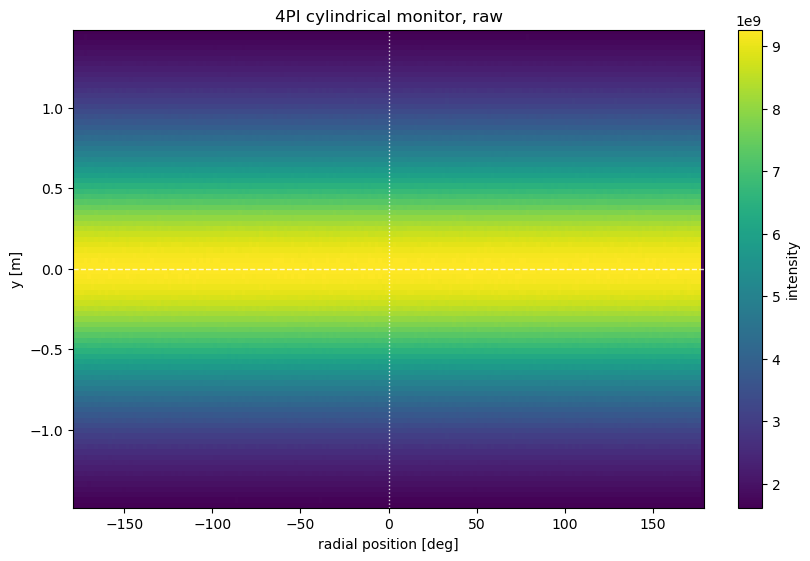 4PI cylindrical monitor, raw
1e9
y [m]
1.0
0.5
0.0
−0.5
−1.0
9
8
7
6
5
4
3
2
intensity
−150 −100 −50 0 50 100 150
radial position [deg]